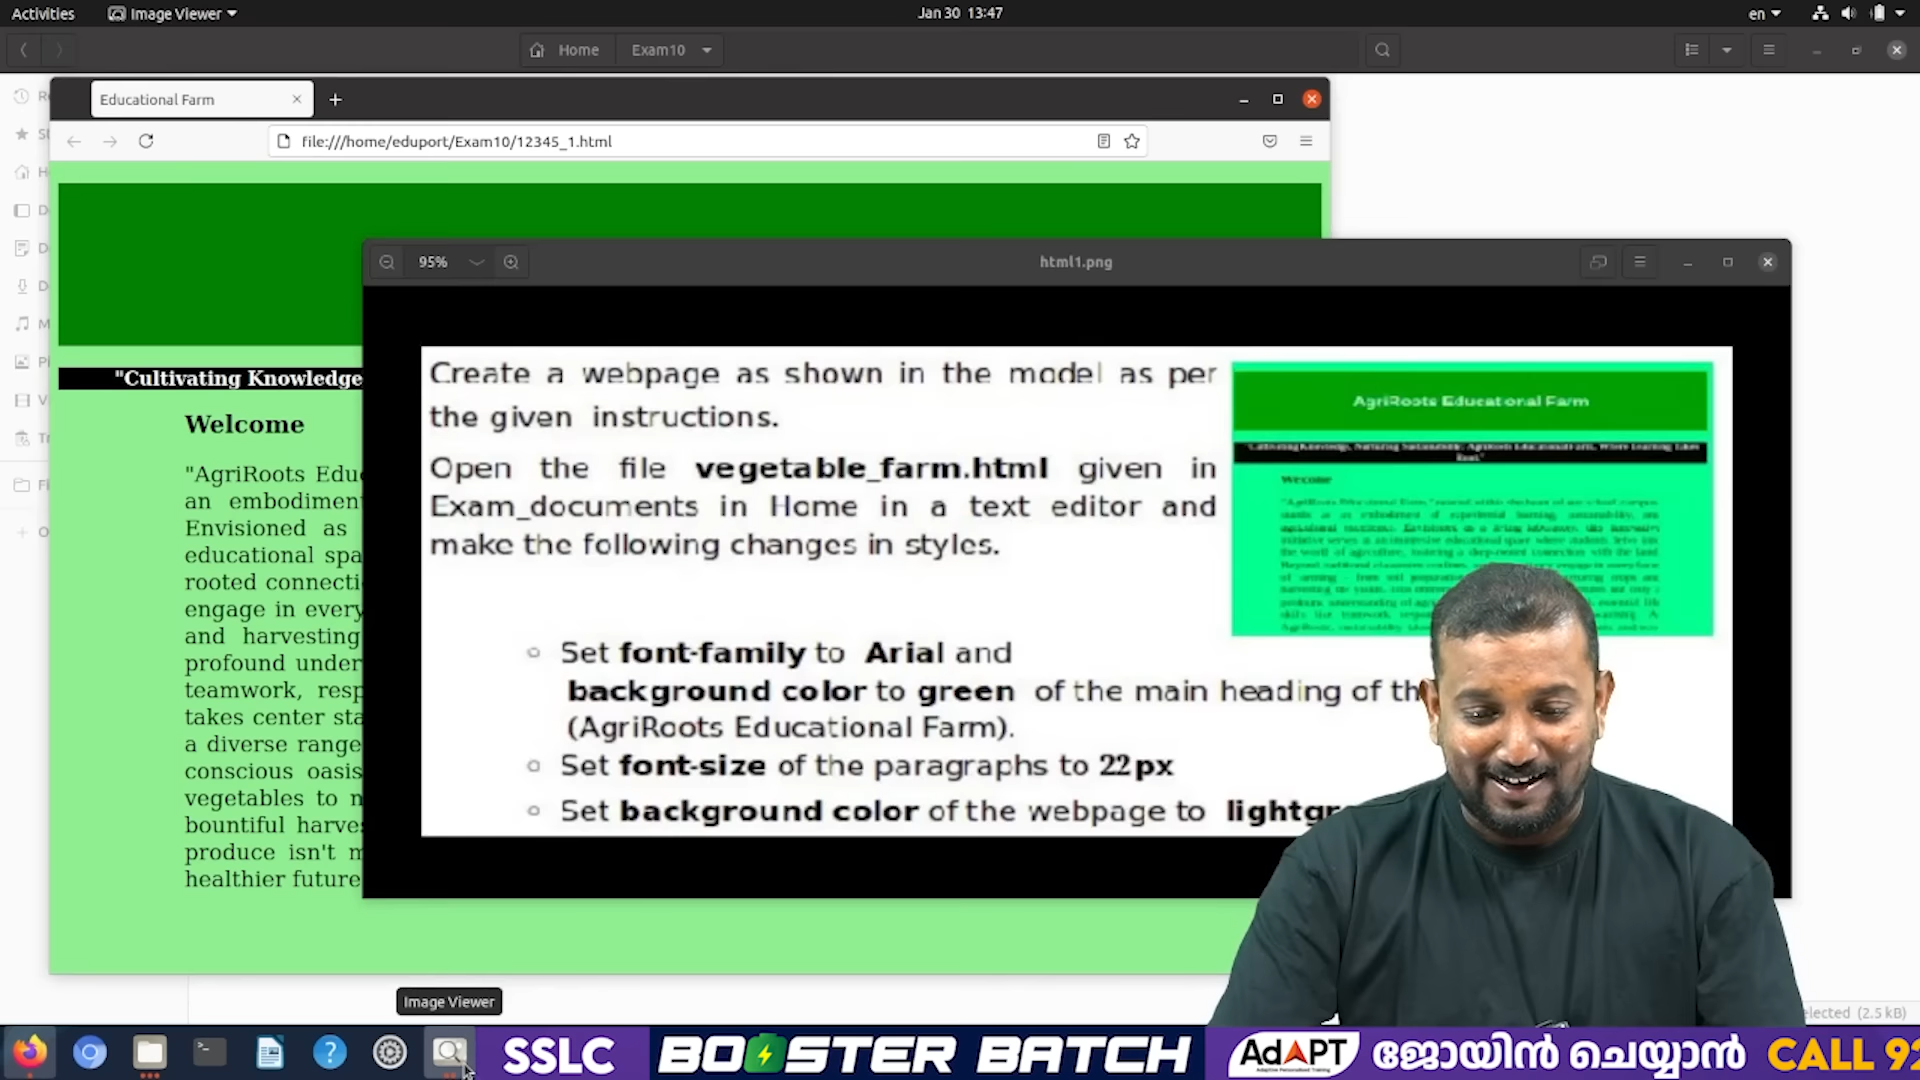 Activities
Image Viewer
Jan 30 13:47
en
Home
Exam10
Educational Farm
file:///home/eduport/Exam10/12345_1.html
95%
html1.png
"Cultivating Knowledge
Welcome
"AgriRoots Edu
an embodiment
Envisioned as
educational spa
rooted connecti
engage in every
and harvesting
profound under
teamwork, resp
takes center sta
a diverse range
conscious oasis
vegetables to n
bountiful harve
produce isn't m
healthier future
Create a webpage as shown in the model as per
the given instructions.
Open the file vegetable_farm.html given in
Exam_documents in Home in a text editor and
make the following changes in styles.
Set font-family to Arial and
background color to green of the main heading of th
(AgriRoots Educational Farm).
Set font-size of the paragraphs to 22px
Set background color of the webpage to lightgr
AgriRoots Educational Farm
Image Viewer
elected (2.5 kB)
SSLC
BOOSTER BATCH
AdAPT
ജോയിൻ ചെയ്യാൻ
CALL 92